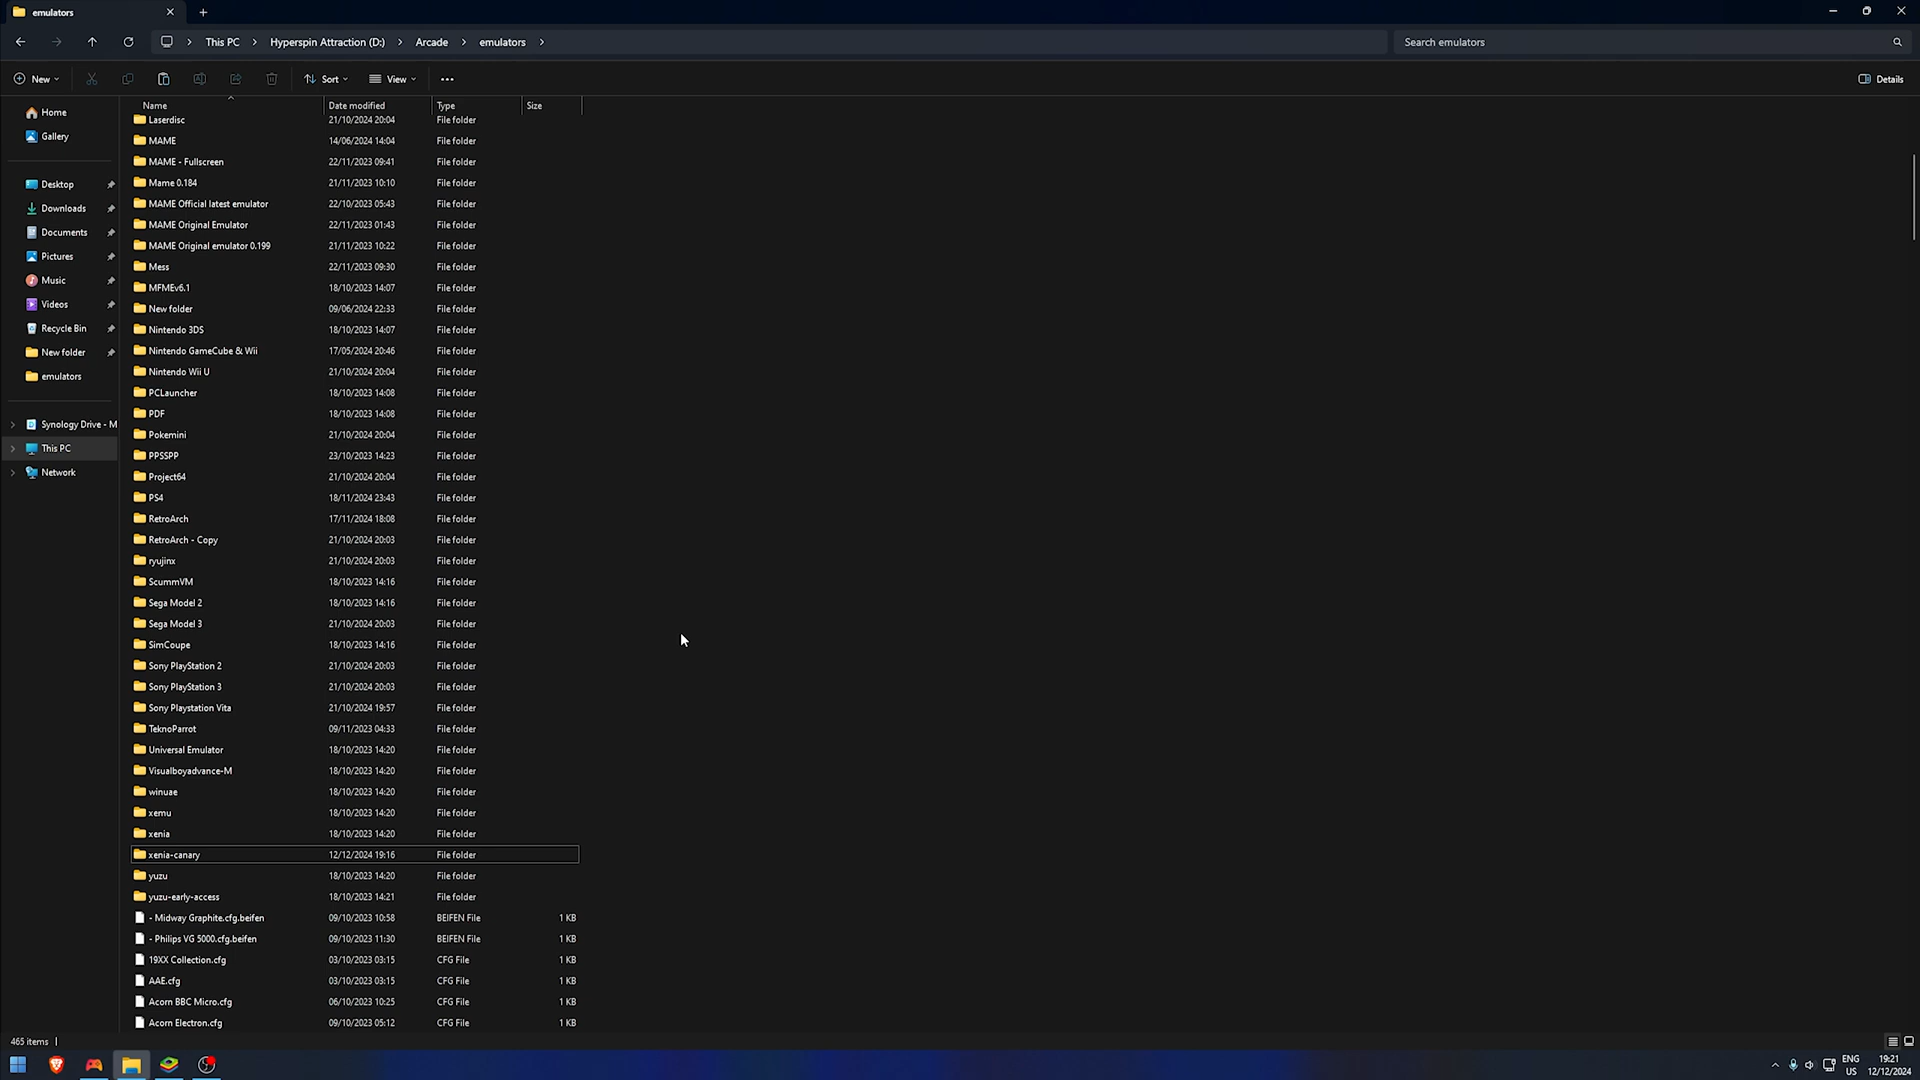 emulators
This PC
Hyperspin Attraction (D:)
Arcade
emulators
Search emulators
New
Sort
View
Details
Home
Gallery
Desktop
Downloads
Documents
Pictures
Music
Videos
Recycle Bin
New folder
emulators
Synology Drive - M
This PC
Network
Name Date modified Type Size
Laserdisc 21/10/2024 20:04 File folder
MAME 14/06/2024 14:04 File folder
MAME - Fullscreen 22/11/2023 09:41 File folder
Mame 0.184 21/11/2023 10:10 File folder
MAME Official latest emulator 22/10/2023 05:43 File folder
MAME Original Emulator 22/11/2023 01:43 File folder
MAME Original emulator 0.199 21/11/2023 10:22 File folder
Mess 22/11/2023 09:30 File folder
MFMEv6.1 18/10/2023 14:07 File folder
New folder 09/06/2024 22:33 File folder
Nintendo 3DS 18/10/2023 14:07 File folder
Nintendo GameCube & Wii 17/05/2024 20:46 File folder
Nintendo Wii U 21/10/2024 20:04 File folder
PCLauncher 18/10/2023 14:08 File folder
PDF 18/10/2023 14:08 File folder
Pokemini 21/10/2024 20:04 File folder
PPSSPP 23/10/2023 14:23 File folder
Project64 21/10/2024 20:04 File folder
PS4 18/11/2024 23:43 File folder
RetroArch 17/11/2024 18:08 File folder
RetroArch - Copy 21/10/2024 20:03 File folder
ryujinx 21/10/2024 20:03 File folder
ScummVM 18/10/2023 14:16 File folder
Sega Model 2 18/10/2023 14:16 File folder
Sega Model 3 21/10/2024 20:03 File folder
SimCoupe 18/10/2023 14:16 File folder
Sony PlayStation 2 21/10/2024 20:03 File folder
Sony PlayStation 3 21/10/2024 20:03 File folder
Sony Playstation Vita 21/10/2024 19:57 File folder
TeknoParrot 09/11/2023 04:33 File folder
Universal Emulator 18/10/2023 14:20 File folder
Visualboyadvance-M 18/10/2023 14:20 File folder
winuae 18/10/2023 14:20 File folder
xemu 18/10/2023 14:20 File folder
xenia 18/10/2023 14:20 File folder
xenia-canary 12/12/2024 19:16 File folder
yuzu 18/10/2023 14:20 File folder
yuzu-early-access 18/10/2023 14:21 File folder
- Midway Graphite.cfg.beifen 09/10/2023 10:58 BEIFEN File 1 KB
- Philips VG 5000.cfg.beifen 09/10/2023 11:30 BEIFEN File 1 KB
19XX Collection.cfg 03/10/2023 03:15 CFG File 1 KB
AAE.cfg 03/10/2023 03:15 CFG File 1 KB
Acorn BBC Micro.cfg 06/10/2023 10:25 CFG File 1 KB
Acorn Electron.cfg 09/10/2023 05:12 CFG File 1 KB
465 items
ENG
US
19:21
12/12/2024